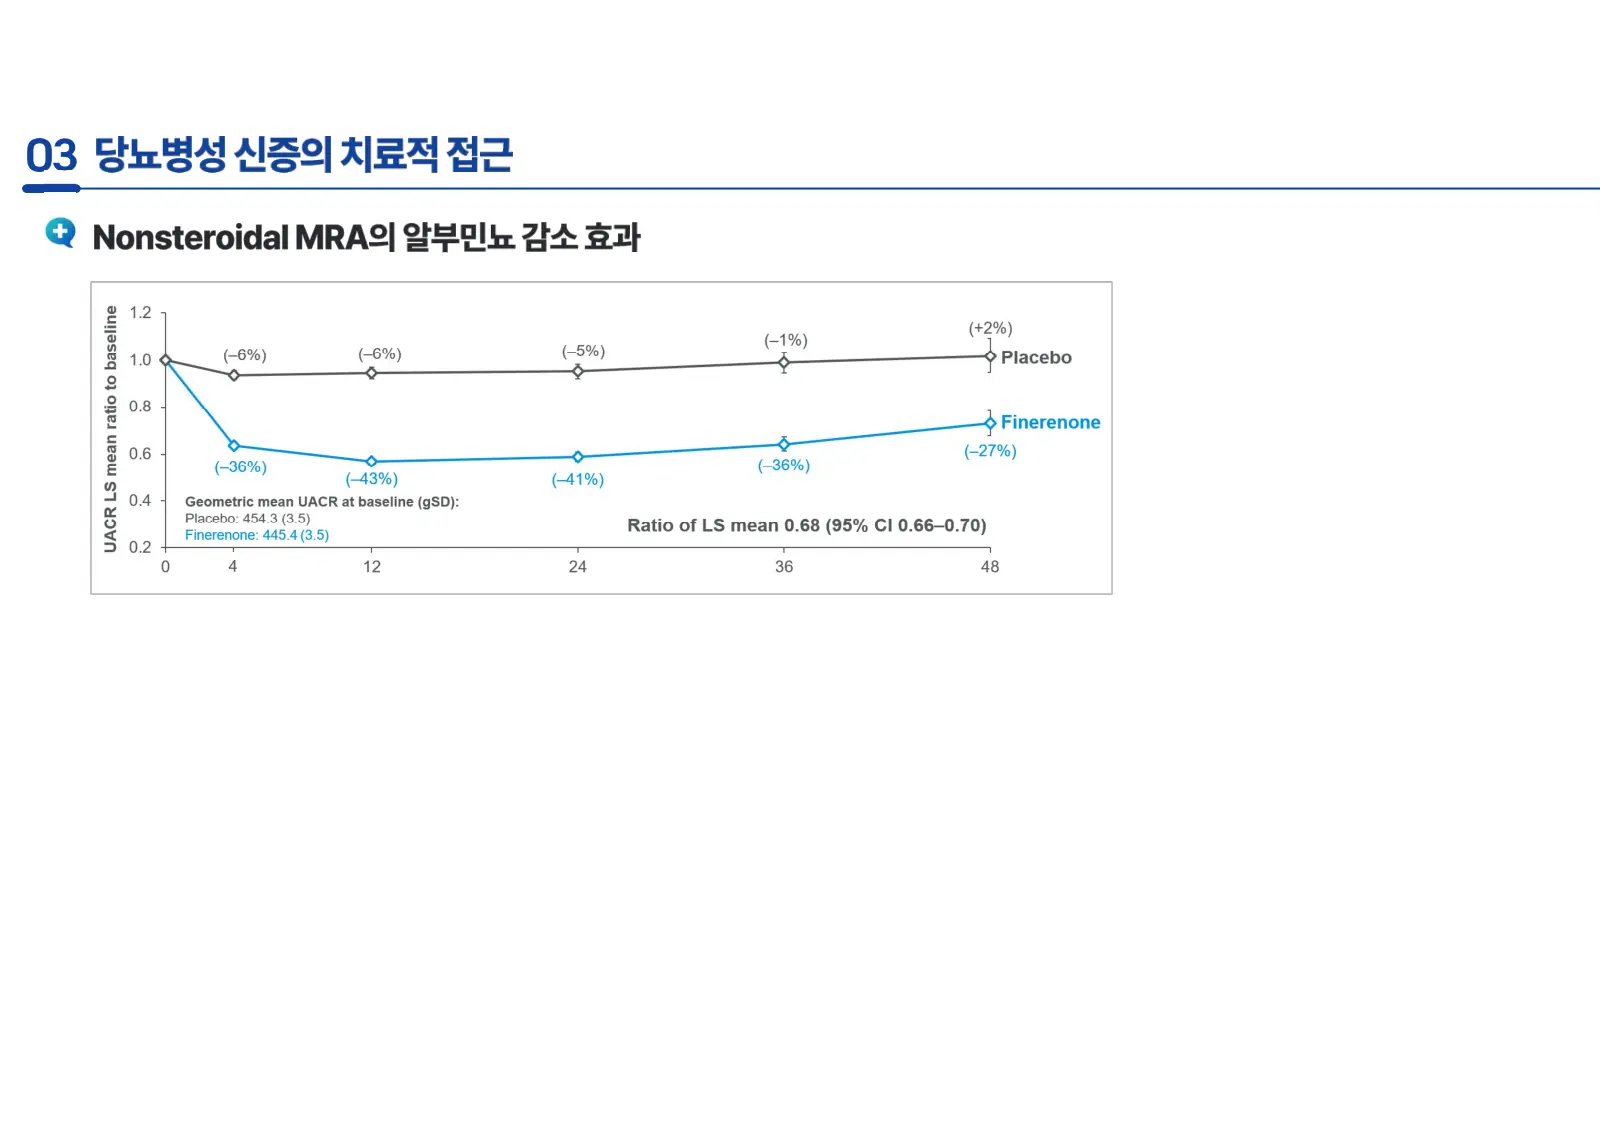 03 당뇨병성 신증의 치료적 접근
Nonsteroidal MRA의 알부민뇨 감소 효과
UACR LS mean ratio to baseline
1.2
1.0
0.8
0.6
0.4
0.2
(–6%)
(–6%)
(–5%)
(–1%)
(+2%)
Placebo
Finerenone
(–36%)
(–43%)
(–41%)
(–36%)
(–27%)
Geometric mean UACR at baseline (gSD):
Placebo: 454.3 (3.5)
Finerenone: 445.4 (3.5)
Ratio of LS mean 0.68 (95% CI 0.66–0.70)
0 4 12 24 36 48